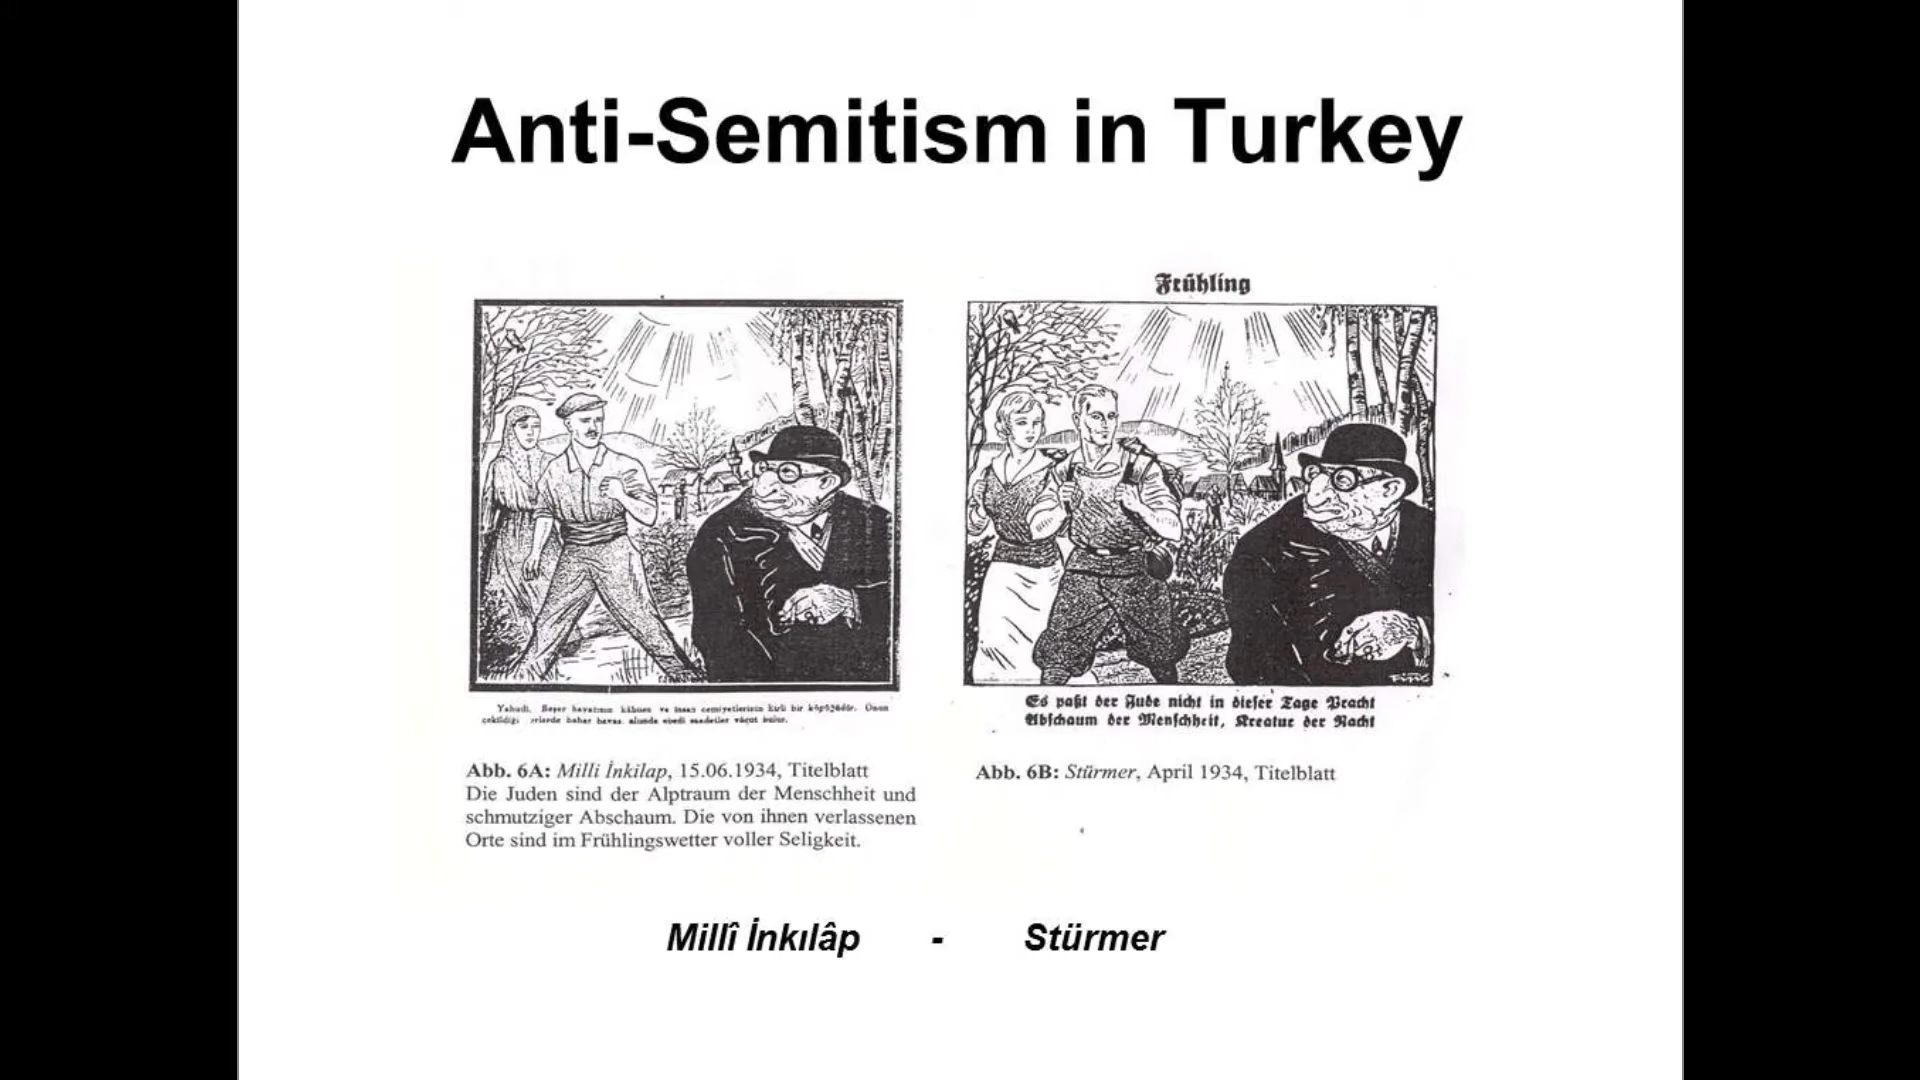 Anti-Semitism in Turkey
Yahudi. Beşer hayatının kâbusu ve insan cemiyetlerinin kirli bir köpüğüdür. Onun
çekildiği yerlerde bahar havası altında ebedî saadetler vücut bulur.
Abb. 6A: Milli İnkilap, 15.06.1934, Titelblatt
Die Juden sind der Alptraum der Menschheit und
schmutziger Abschaum. Die von ihnen verlassenen
Orte sind im Frühlingswetter voller Seligkeit.
Frühling
Es paßt der Jude nicht in dieser Tage Pracht
Abschaum der Menschheit, Kreatur der Nacht
Abb. 6B: Stürmer, April 1934, Titelblatt
Millî İnkılâp - Stürmer